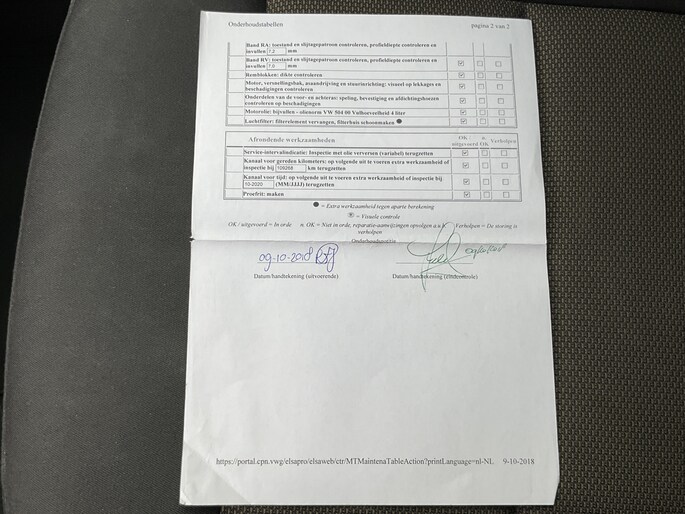 Onderhoudstabellen pagina 2 van 2
Band RA: toestand en slijtagepatroon controleren, profieldiepte controleren en
invullen 7,2 mm
Band RV: toestand en slijtagepatroon controleren, profieldiepte controleren en
invullen 7,0 mm
Remblokken: dikte controleren
Motor, versnellingsbak, asaandrijving en stuurinrichting: visueel op lekkages en
beschadigingen controleren
Onderdelen van de voor- en achteras: speling, bevestiging en afdichtingshoezen
controleren op beschadigingen
Motorolie: bijvullen - olienorm VW 504 00 Vulhoeveelheid 4 liter
Luchtfilter: filterelement vervangen, filterhuis schoonmaken
Afrondende werkzaamheden OK / uitgevoerd n. OK Verholpen
Service-intervalindicatie: Inspectie met olie verversen (variabel) terugzetten
Kanaal voor gereden kilometers: op volgende uit te voeren extra werkzaamheid of
inspectie bij 109268 km terugzetten
Kanaal voor tijd: op volgende uit te voeren extra werkzaamheid of inspectie bij
10-2020 (MM/JJJJ) terugzetten
Proefrit: maken
= Extra werkzaamheid tegen aparte berekening
= Visuele controle
OK / uitgevoerd = In orde n. OK = Niet in orde, reparatie-aanwijzingen opvolgen a.u.b. Verholpen = De storing is
verholpen
Onderhoudspositie
09-10-2018
Datum/handtekening (uitvoerende) Datum/handtekening (eindcontrole)
https://portal.cpn.vwg/elsapro/elsaweb/ctr/MTMaintenaTableAction?printLanguage=nl-NL 9-10-2018